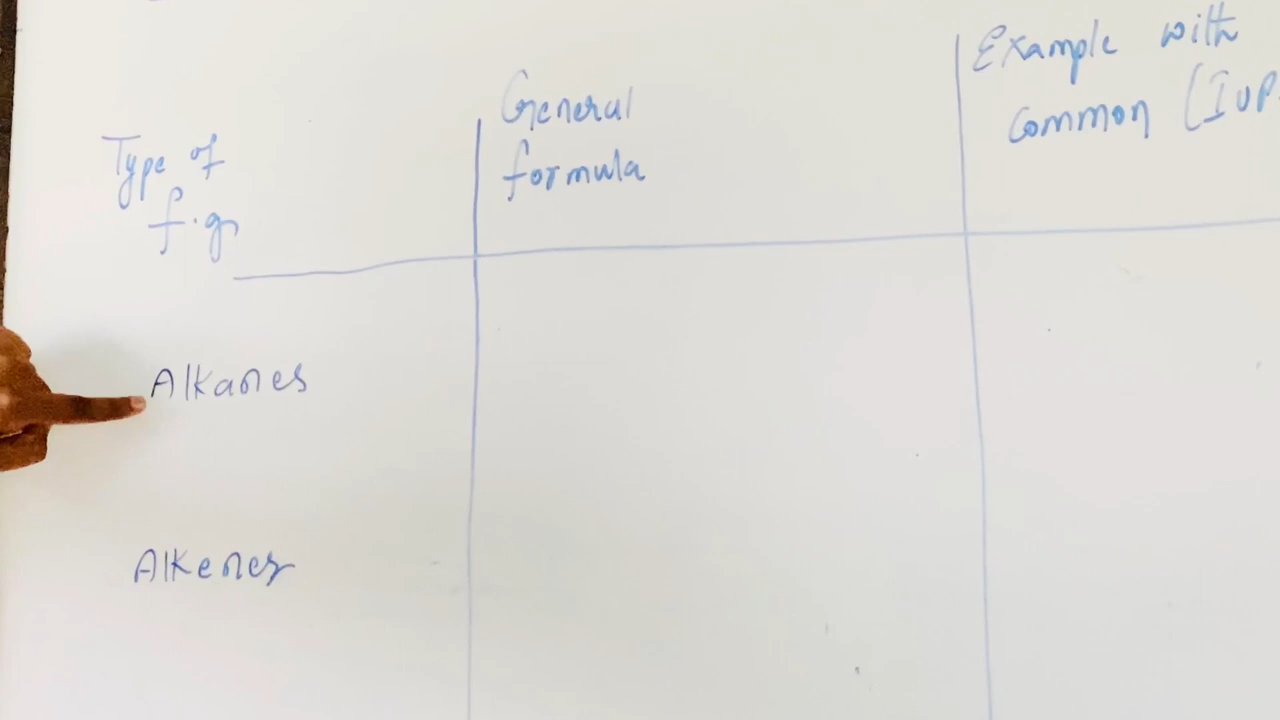 Type of
f.g.
General
formula
Example with
common (IUP
Alkanes
Alkenes